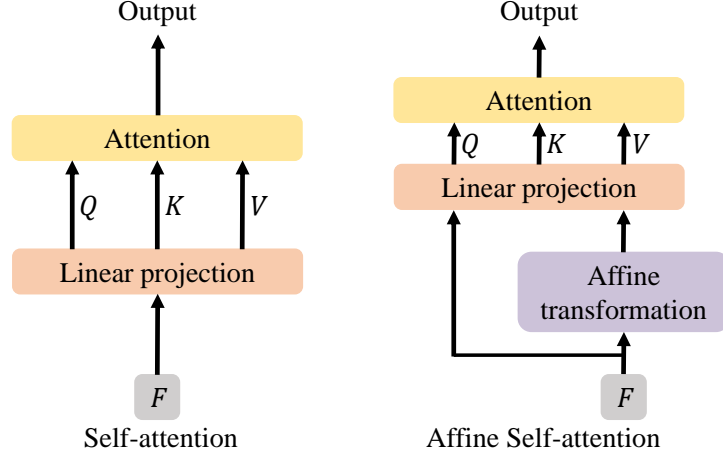 Output
Attention
Q K V
Linear projection
F
Self-attention
Output
Attention
Q K V
Linear projection
Affine
transformation
F
Affine Self-attention